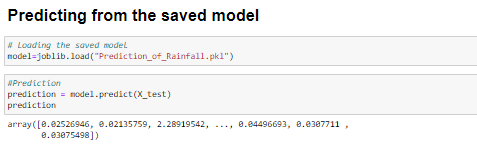 Predicting from the saved model
# Loading the saved model
model=joblib.load("Prediction_of_Rainfall.pkl")
#Prediction
prediction = model.predict(X_test)
prediction
array([0.02526946, 0.02135759, 2.28919542, ..., 0.04496693, 0.0307711 ,
0.03075498])